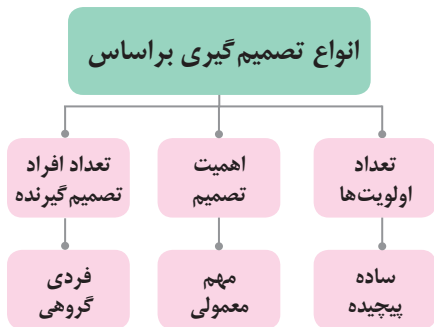 انواع تصمیم‌گیری براساس
تعداد
اولویت‌ها
اهمیت
تصمیم
تعداد افراد
تصمیم‌گیرنده
ساده
پیچیده
مهم
معمولی
فردی
گروهی